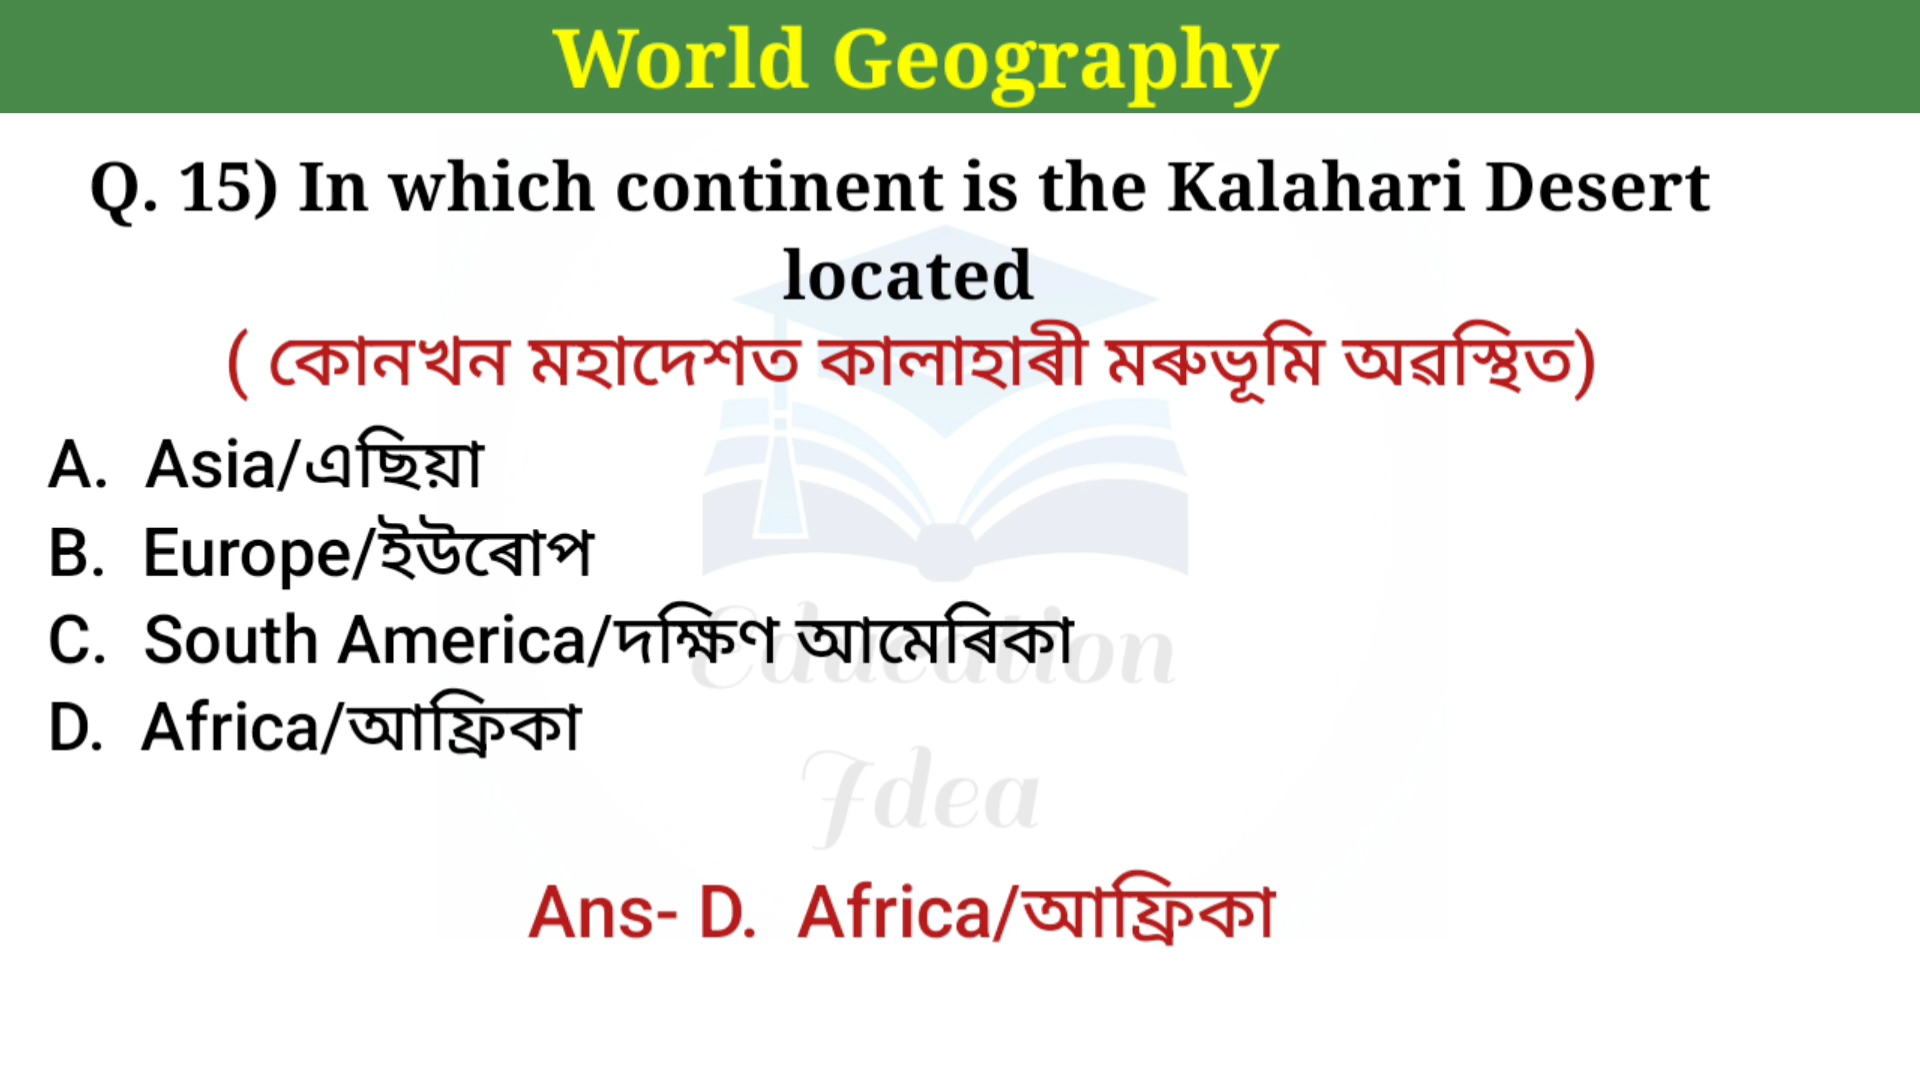 World Geography
Q. 15) In which continent is the Kalahari Desert
located
( কোনখন মহাদেশত কালাহাৰী মৰুভূমি অৱস্থিত)
A. Asia/এছিয়া
B. Europe/ইউৰোপ
C. South America/দক্ষিণ আমেৰিকা
D. Africa/আফ্ৰিকা
Education
Idea
Ans- D. Africa/আফ্ৰিকা